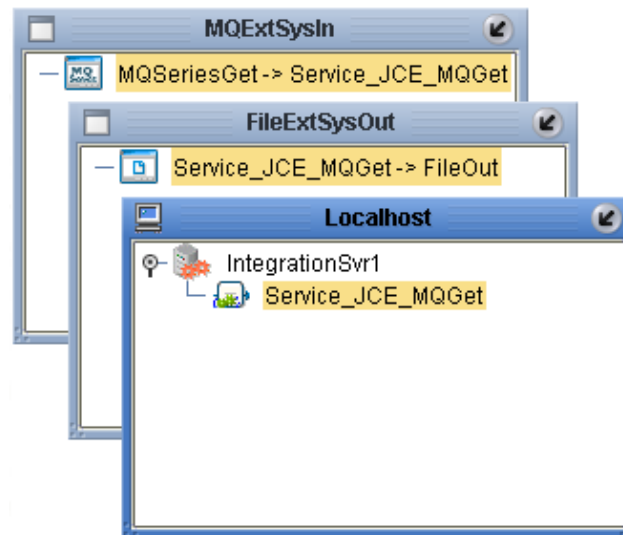 MQExtSysIn
MQSeriesGet -> Service_JCE_MQGet
FileExtSysOut
Service_JCE_MQGet -> FileOut
Localhost
IntegrationSvr1
Service_JCE_MQGet